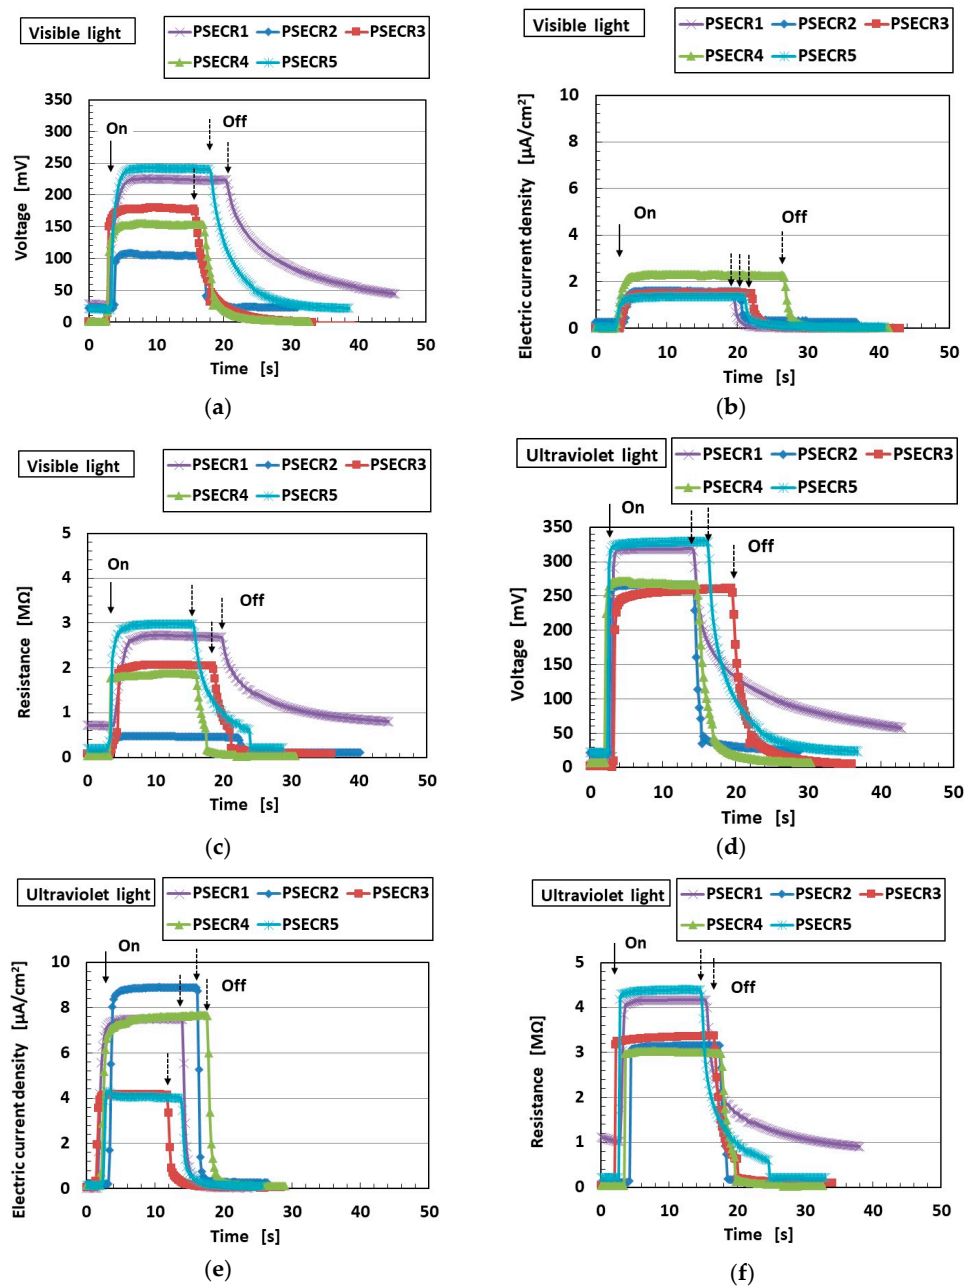 Visible light
PSECR1 PSECR2 PSECR3
PSECR4 PSECR5
On
Off
Voltage [mV]
350
300
250
200
150
100
50
0
0 10 20 30 40 50
Time [s]
(a)
Visible light
PSECR1 PSECR2 PSECR3
PSECR4 PSECR5
On
Off
Electric current density [µA/cm²]
10
8
6
4
2
0
0 10 20 30 40 50
Time [s]
(b)
Visible light
PSECR1 PSECR2 PSECR3
PSECR4 PSECR5
On
Off
Resistance [MΩ]
5
4
3
2
1
0
0 10 20 30 40 50
Time [s]
(c)
Ultraviolet light
PSECR1 PSECR2 PSECR3
PSECR4 PSECR5
On
Off
Voltage [mV]
350
300
250
200
150
100
50
0
0 10 20 30 40 50
Time [s]
(d)
Ultraviolet light
PSECR1 PSECR2 PSECR3
PSECR4 PSECR5
On
Off
Electric current density [µA/cm²]
10
8
6
4
2
0
0 10 20 30 40 50
Time [s]
(e)
Ultraviolet light
PSECR1 PSECR2 PSECR3
PSECR4 PSECR5
On
Off
Resistance [MΩ]
5
4
3
2
1
0
0 10 20 30 40 50
Time [s]
(f)